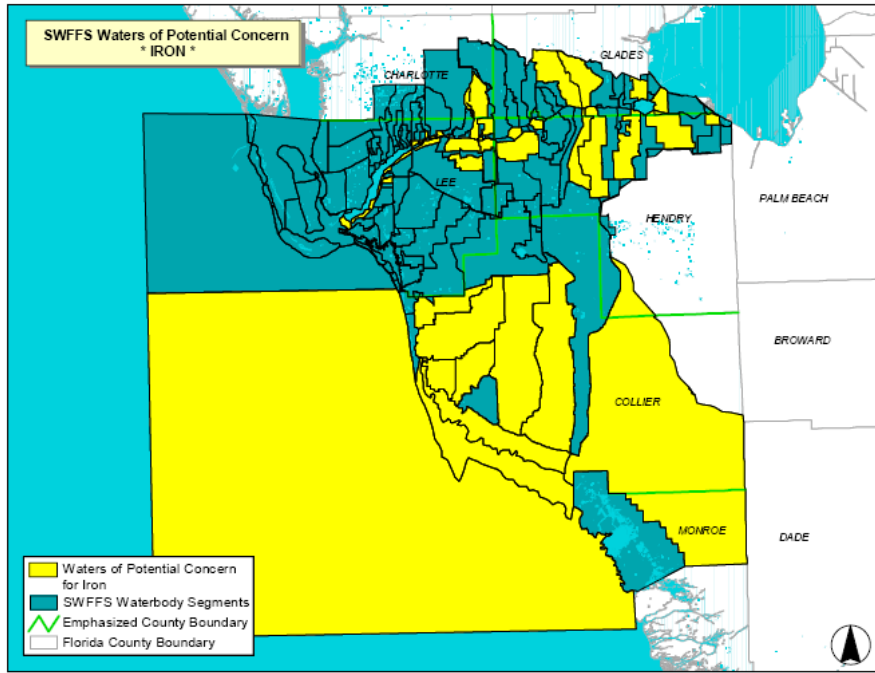 SWFFS Waters of Potential Concern
* IRON *
GLADES
CHARLOTTE
LEE
PALM BEACH
HENDRY
BROWARD
COLLIER
MONROE
DADE
Waters of Potential Concern
for Iron
SWFFS Waterbody Segments
Emphasized County Boundary
Florida County Boundary